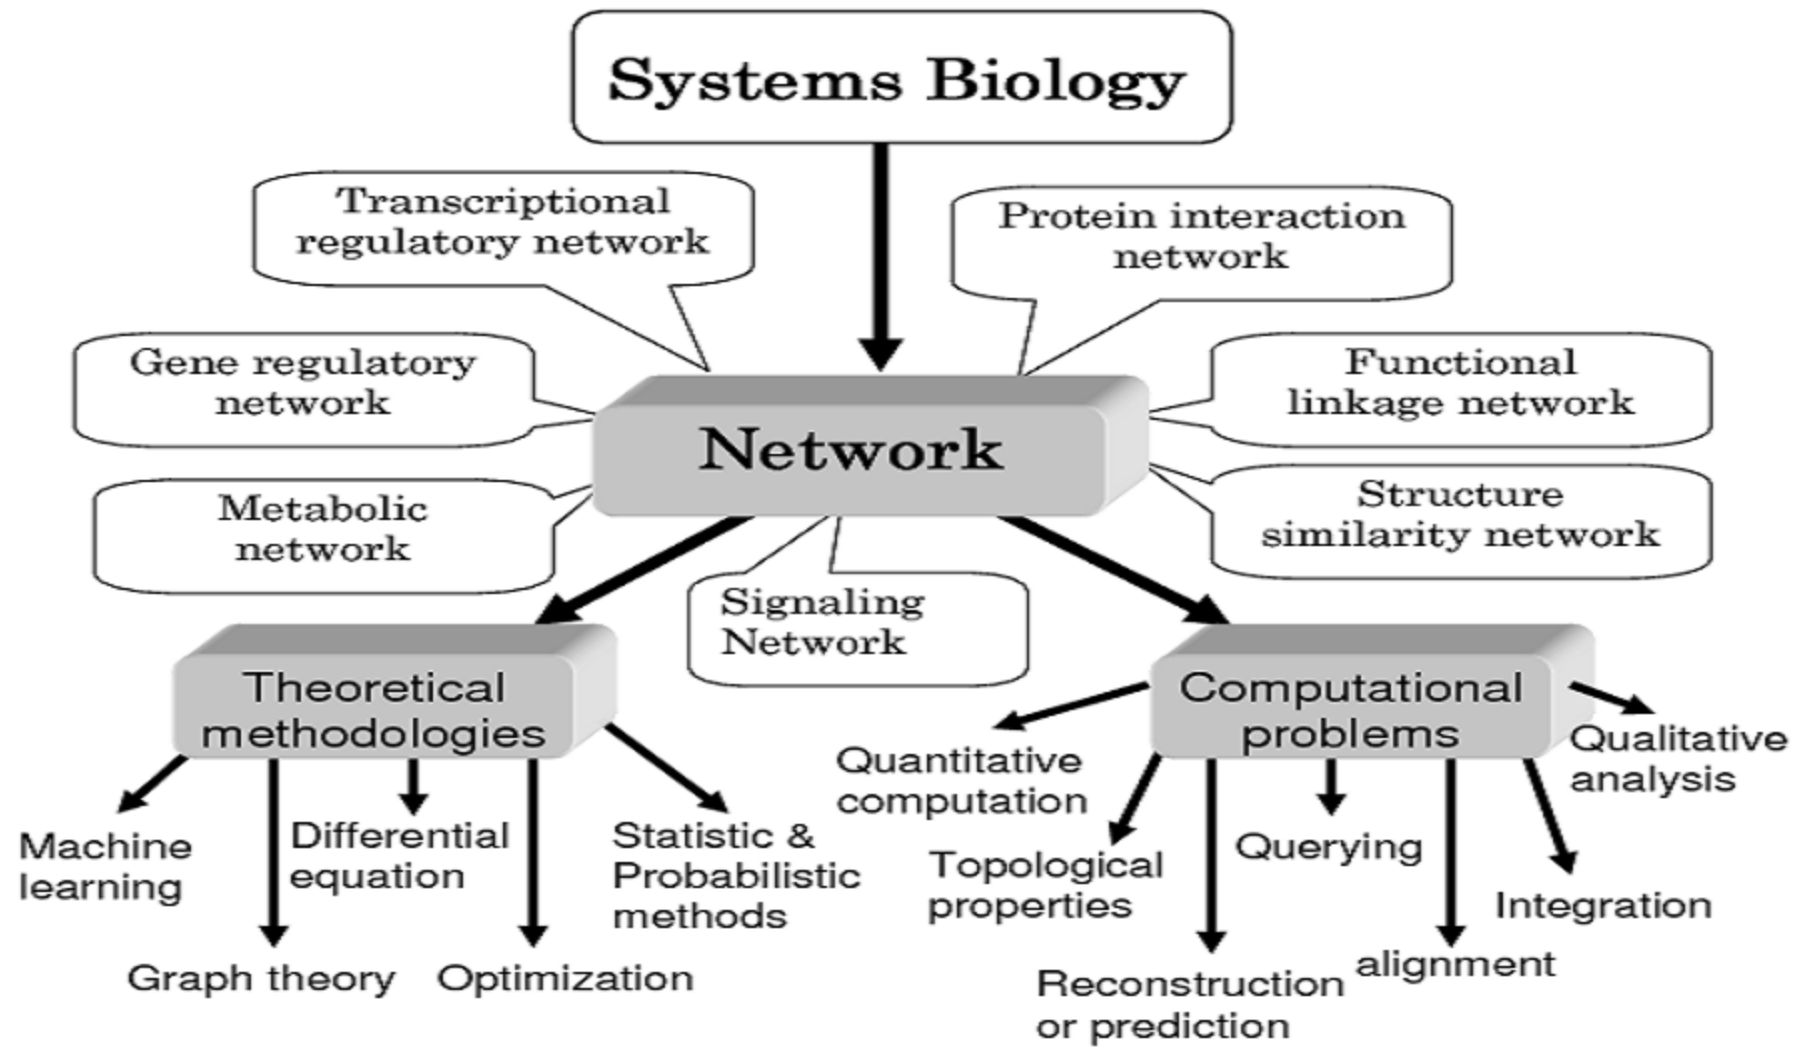 Systems Biology
Transcriptional
regulatory network
Protein interaction
network
Gene regulatory
network
Functional
linkage network
Network
Metabolic
network
Structure
similarity network
Signaling
Network
Theoretical
methodologies
Computational
problems
Machine
learning
Graph theory
Differential
equation
Optimization
Statistic &
Probabilistic
methods
Quantitative
computation
Topological
properties
Reconstruction
or prediction
Querying
alignment
Integration
Qualitative
analysis